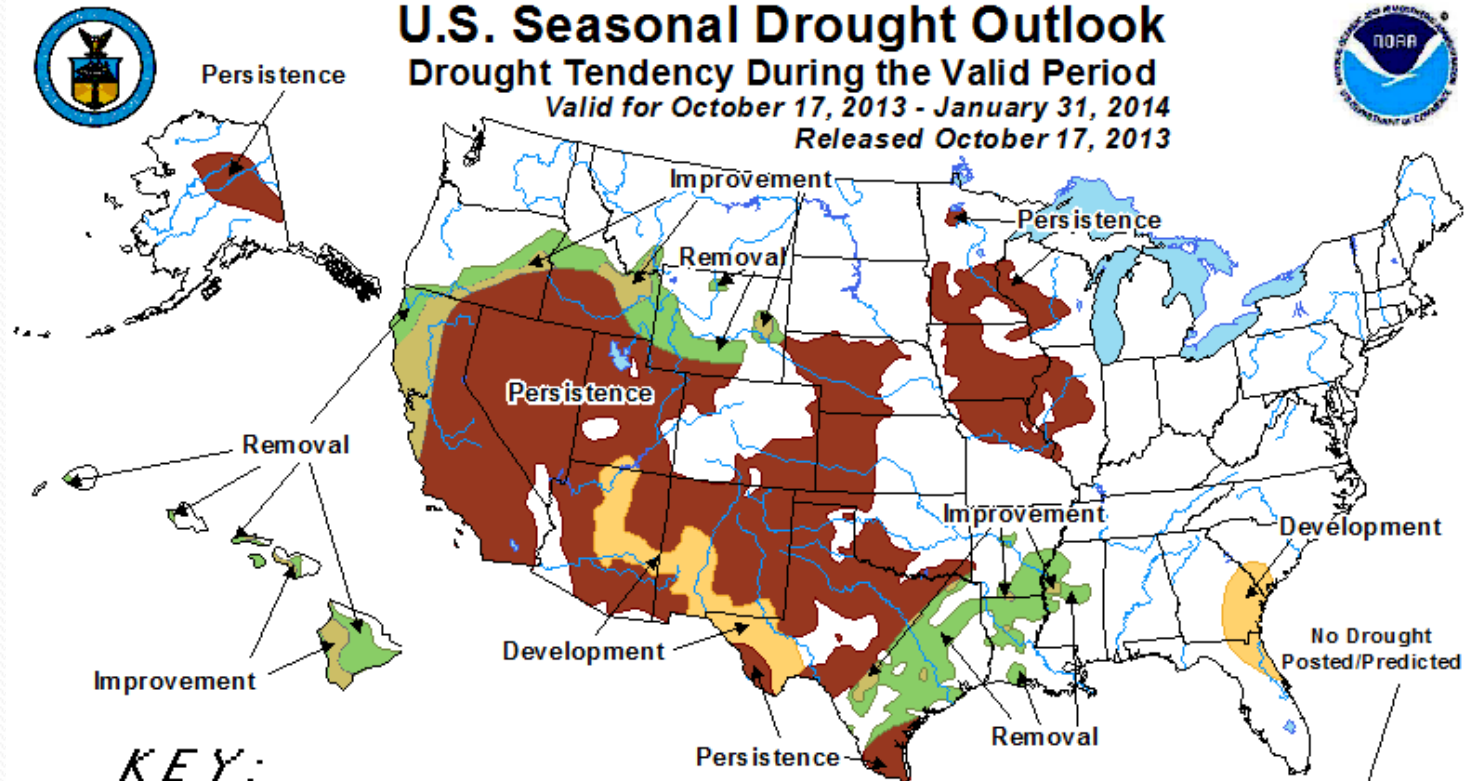 U.S. Seasonal Drought Outlook
Drought Tendency During the Valid Period
Valid for October 17, 2013 - January 31, 2014
Released October 17, 2013
NOAA
Persistence
Improvement
Persistence
Removal
Persistence
Removal
Improvement
Development
No Drought
Posted/Predicted
Development
Improvement
Removal
Persistence
KEY: